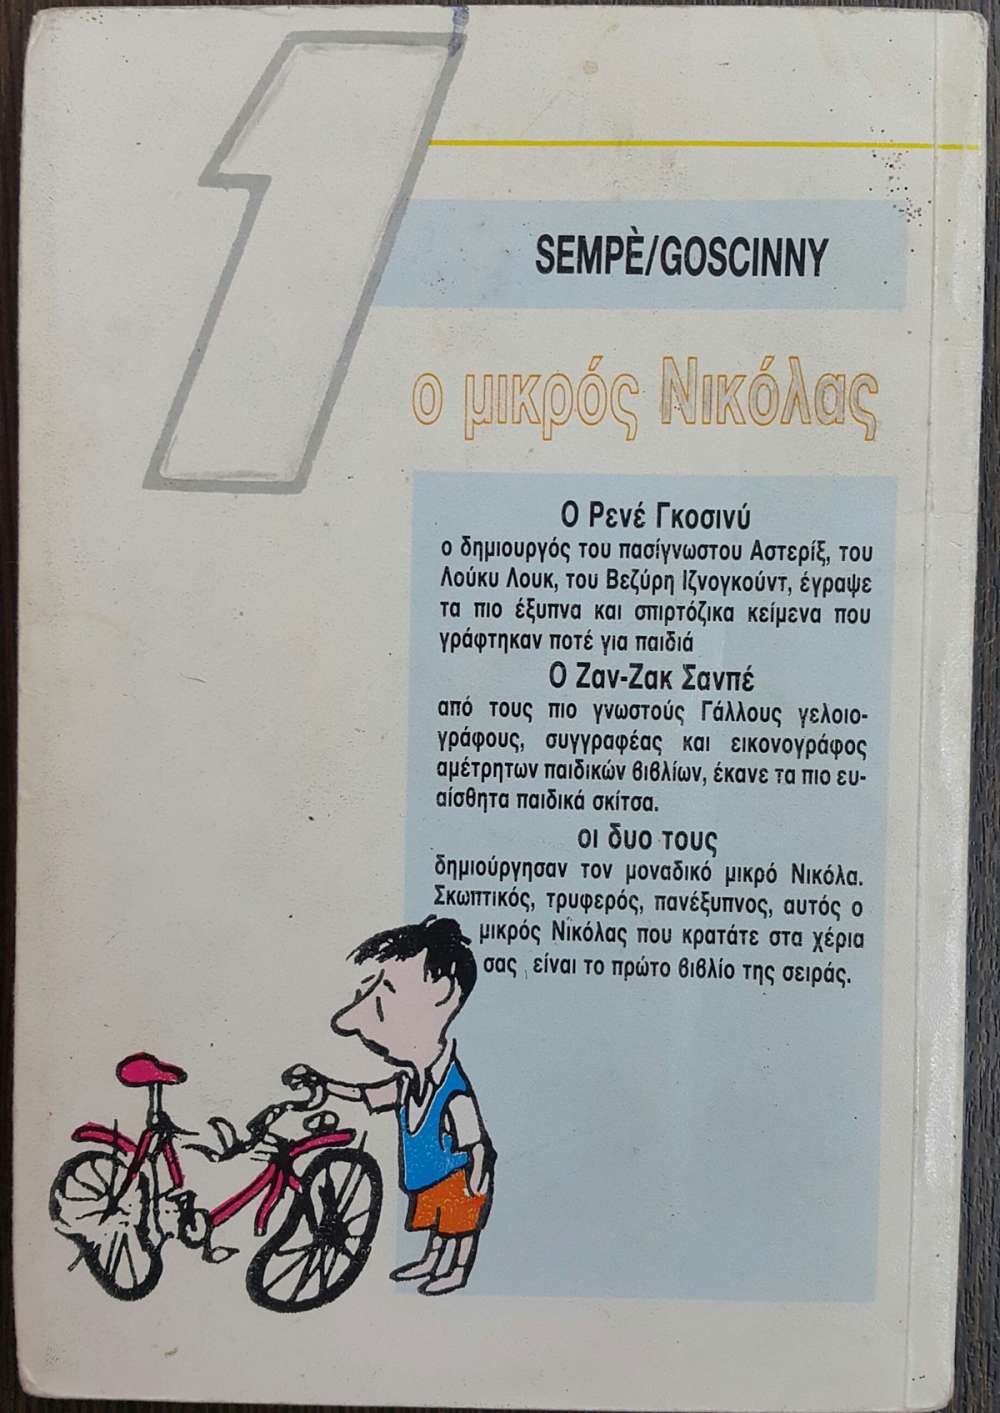 1
SEMPÈ/GOSCINNY
ο μικρός Νικόλας
Ο Ρενέ Γκοσινύ
ο δημιουργός του πασίγνωστου Αστερίξ, του
Λούκυ Λουκ, του Βεζύρη Ιζνογκούντ, έγραψε
τα πιο έξυπνα και σπιρτόζικα κείμενα που
γράφτηκαν ποτέ για παιδιά
Ο Ζαν-Ζακ Σανπέ
από τους πιο γνωστούς Γάλλους γελοιο-
γράφους, συγγραφέας και εικονογράφος
αμέτρητων παιδικών βιβλίων, έκανε τα πιο ευ-
αίσθητα παιδικά σκίτσα.
οι δυο τους
δημιούργησαν τον μοναδικό μικρό Νικόλα.
Σκωπτικός, τρυφερός, πανέξυπνος, αυτός ο
μικρός Νικόλας που κρατάτε στα χέρια
σας είναι το πρώτο βιβλίο της σειράς.